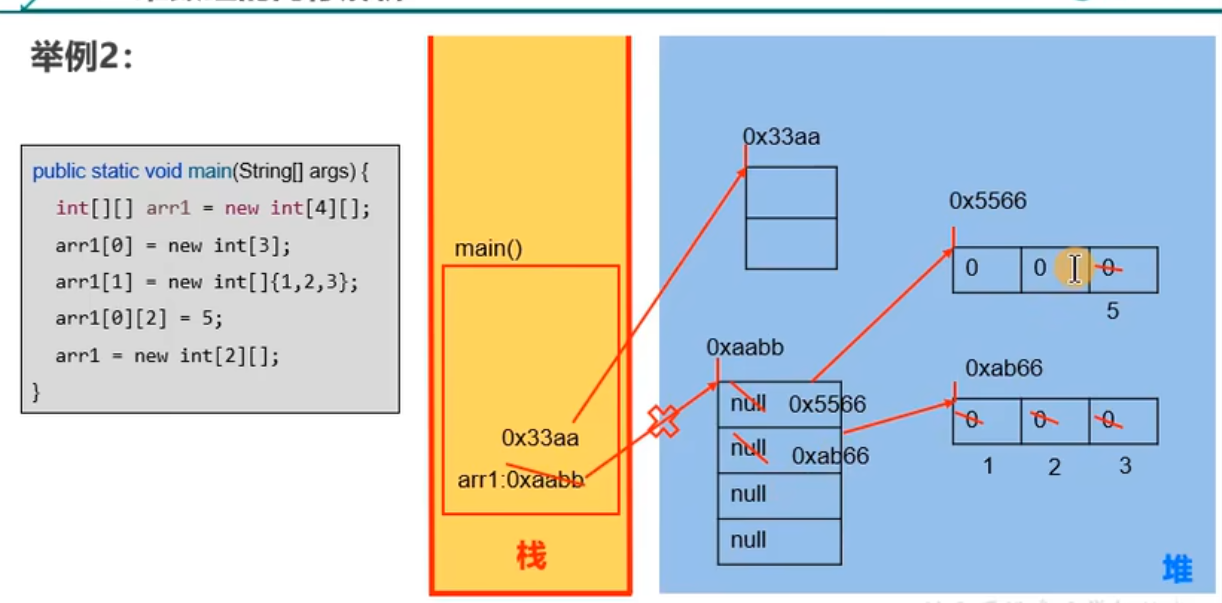 举例2：
public static void main(String[] args) {
int[][] arr1 = new int[4][];
arr1[0] = new int[3];
arr1[1] = new int[]{1,2,3};
arr1[0][2] = 5;
arr1 = new int[2][];
}
main()
0x33aa
arr1:0xaabb
栈
0x33aa
0x5566
0 0 0
5
0xaabb
null 0x5566
null 0xab66
null
null
0xab66
0 0 0
1 2 3
堆